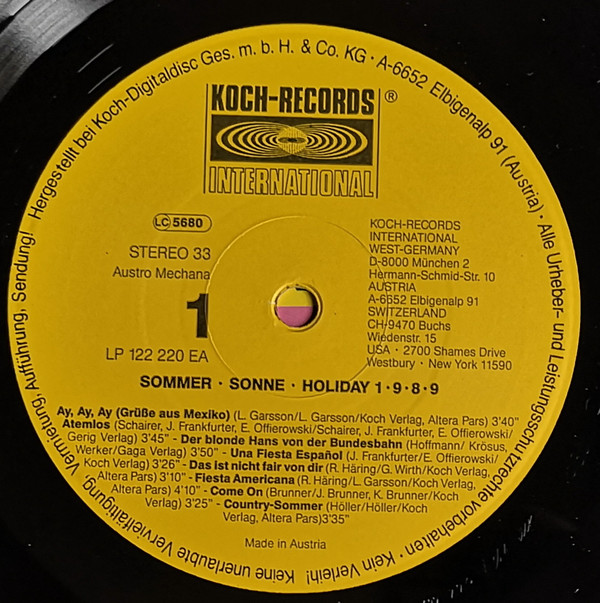 Hergestellt bei Koch-Digitaldisc Ges. m. b. H. & Co. KG · A-6652 Elbigenalp 91 (Austria) · Alle Urheber- und Leistungsschutzrechte vorbehalten · Kein Verleih! Keine unerlaubte Vervielfältigung, Vermietung, Aufführung, Sendung!
KOCH-RECORDS ®
INTERNATIONAL
LC 5680
STEREO 33
Austro Mechana
1
LP 122 220 EA
KOCH-RECORDS
INTERNATIONAL
WEST-GERMANY
D-8000 München 2
Hermann-Schmid-Str. 10
AUSTRIA
A-6652 Elbigenalp 91
SWITZERLAND
CH-9470 Buchs
Wiedenstr. 15
USA · 2700 Shames Drive
Westbury · New York 11590
SOMMER · SONNE · HOLIDAY 1·9·8·9
Ay, Ay, Ay (Grüße aus Mexiko) (L. Garsson/L. Garsson/Koch Verlag, Altera Pars) 3'40"
Atemlos (Schairer, J. Frankfurter, E. Offierowski/Schairer, J. Frankfurter, E. Offierowski/
Gerig Verlag) 3'45" - Der blonde Hans von der Bundesbahn (Hoffmann/ Krösus,
Werker/Gaga Verlag) 3'50" - Una Fiesta Español (J. Frankfurter/E. Offierowski/
Koch Verlag) 3'26" - Das ist nicht fair von dir (R. Häring/G. Wirth/Koch Verlag,
Altera Pars) 3'10" - Fiesta Americana (R. Häring/L. Garsson/Koch Verlag,
Altera Pars) 4'10" - Come On (Brunner/J. Brunner, K. Brunner/Koch
Verlag) 3'25" - Country-Sommer (Höller/Höller/Koch
Verlag, Altera Pars)3'35"
Made in Austria